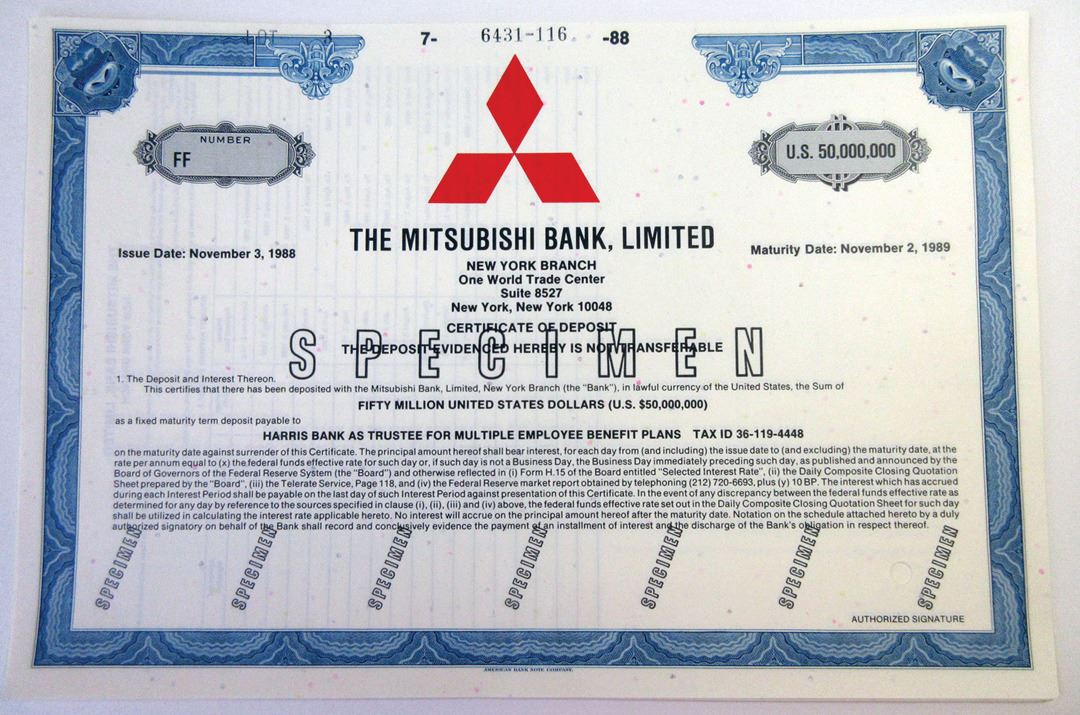 LOT 3 7- 6431-116 -88
NUMBER
FF
U.S. 50,000,000
THE MITSUBISHI BANK, LIMITED
Issue Date: November 3, 1988
Maturity Date: November 2, 1989
NEW YORK BRANCH
One World Trade Center
Suite 8527
New York, New York 10048
CERTIFICATE OF DEPOSIT
SPECIMEN
THE DEPOSIT EVIDENCED HEREBY IS NOT TRANSFERABLE
1. The Deposit and Interest Thereon.
This certifies that there has been deposited with the Mitsubishi Bank, Limited, New York Branch (the "Bank"), in lawful currency of the United States, the Sum of
FIFTY MILLION UNITED STATES DOLLARS (U.S. $50,000,000)
as a fixed maturity term deposit payable to
HARRIS BANK AS TRUSTEE FOR MULTIPLE EMPLOYEE BENEFIT PLANS TAX ID 36-119-4448
on the maturity date against surrender of this Certificate. The principal amount hereof shall bear interest, for each day from (and including) the issue date to (and excluding) the maturity date, at the
rate per annum equal to (x) the federal funds effective rate for such day or, if such day is not a Business Day, the Business Day immediately preceding such day, as published and announced by the
Board of Governors of the Federal Reserve System (the "Board") and otherwise reflected in (i) Form H.15 of the Board entitled "Selected Interest Rate", (ii) the Daily Composite Closing Quotation
Sheet prepared by the "Board", (iii) the Telerate Service, Page 118, and (iv) the Federal Reserve market report obtained by telephoning (212) 720-6693, plus (y) 10 BP. The interest which has accrued
during each Interest Period shall be payable on the last day of such Interest Period against presentation of this Certificate. In the event of any discrepancy between the federal funds effective rate as
determined for any day by reference to the sources specified in clause (i), (ii), (iii) and (iv) above, the federal funds effective rate set out in the Daily Composite Closing Quotation Sheet for such day
shall be utilized in calculating the interest rate applicable hereto. No interest will accrue on the principal amount hereof after the maturity date. Notation on the schedule attached hereto by a duly
authorized signatory on behalf of the Bank shall record and conclusively evidence the payment of an installment of interest and the discharge of the Bank's obligation in respect thereof.
SPECIMEN SPECIMEN SPECIMEN SPECIMEN SPECIMEN SPECIMEN SPECIMEN
AUTHORIZED SIGNATURE
AMERICAN BANK NOTE COMPANY.